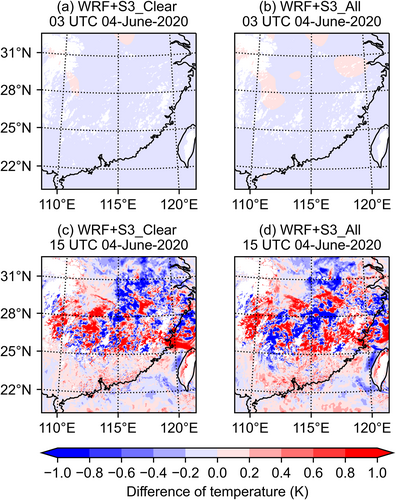 (a) WRF+S3_Clear
03 UTC 04-June-2020
(b) WRF+S3_All
03 UTC 04-June-2020
31°N
28°N
25°N
22°N
110°E 115°E 120°E
110°E 115°E 120°E
(c) WRF+S3_Clear
15 UTC 04-June-2020
(d) WRF+S3_All
15 UTC 04-June-2020
31°N
28°N
25°N
22°N
110°E 115°E 120°E
110°E 115°E 120°E
−1.0 −0.8 −0.6 −0.4 −0.2 0.0 0.2 0.4 0.6 0.8 1.0
Difference of temperature (K)